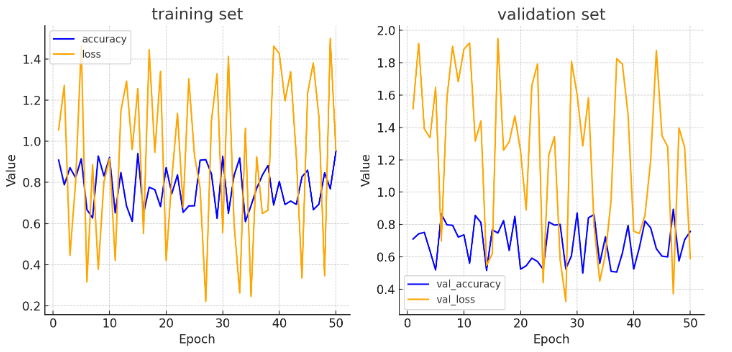 training set
accuracy
loss
1.4
1.2
1.0
0.8
0.6
0.4
0.2
Value
0 10 20 30 40 50
Epoch
validation set
2.0
1.8
1.6
1.4
1.2
1.0
0.8
0.6
0.4
Value
val_accuracy
val_loss
0 10 20 30 40 50
Epoch